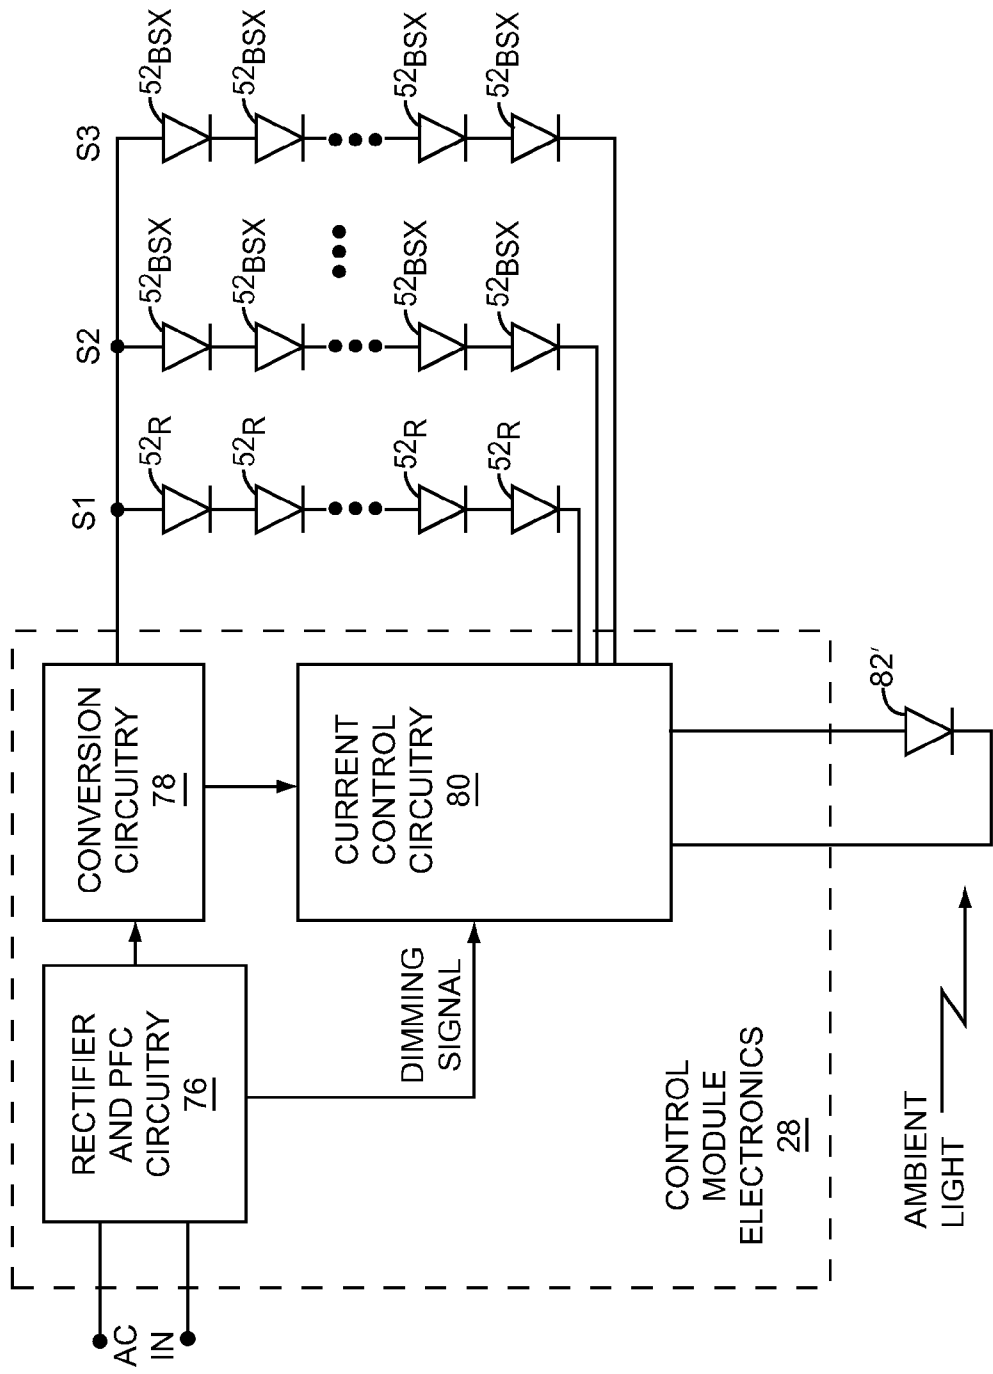 AC
IN
RECTIFIER
AND PFC
CIRCUITRY
76
CONVERSION
CIRCUITRY
78
DIMMING
SIGNAL
CURRENT
CONTROL
CIRCUITRY
80
CONTROL
MODULE
ELECTRONICS
28
AMBIENT
LIGHT
82′
S1
52R
52R
52R
52R
S2
52BSX
52BSX
52BSX
52BSX
S3
52BSX
52BSX
52BSX
52BSX